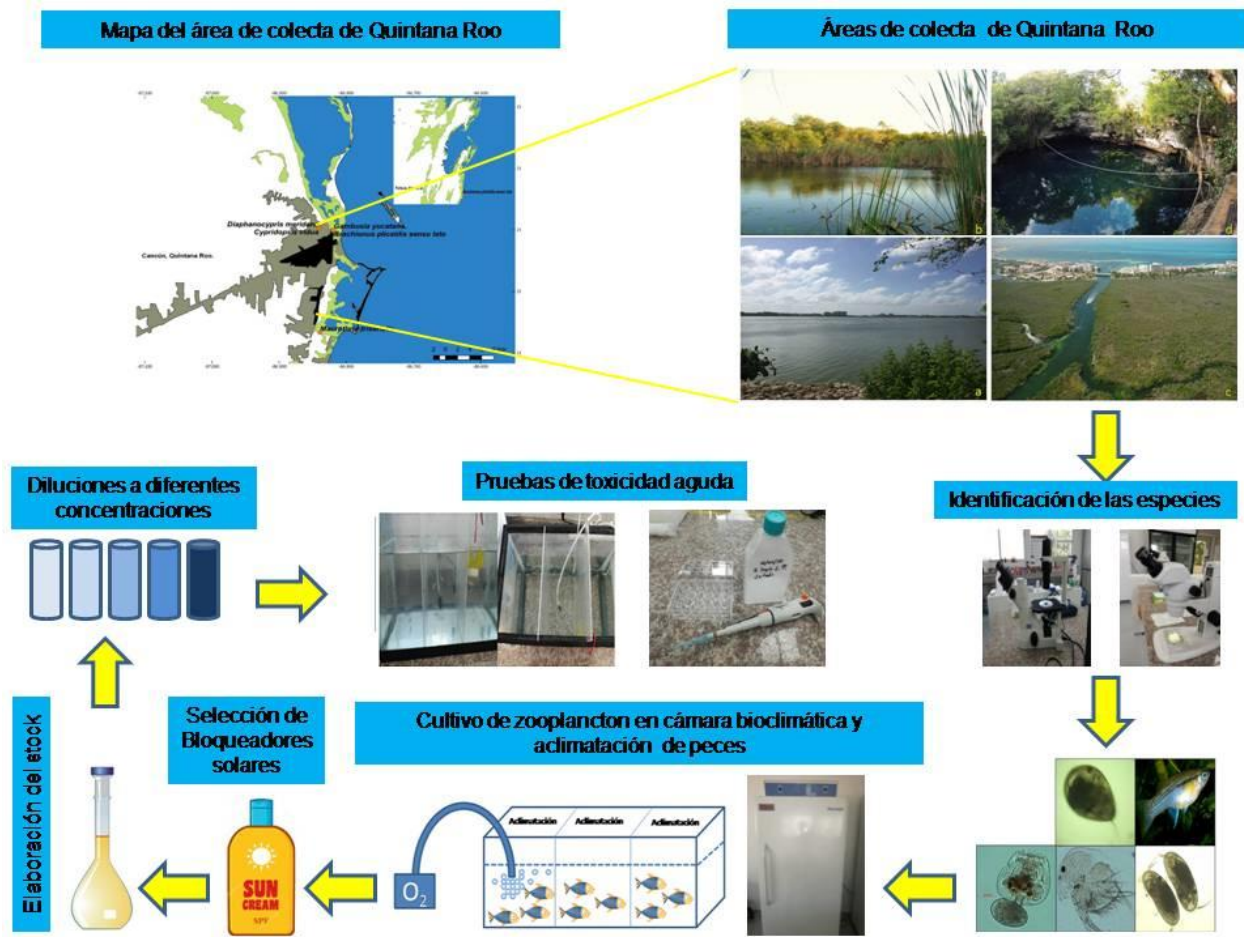 Mapa del área de colecta de Quintana Roo
Áreas de colecta de Quintana Roo
Diaphanocypris meridana
Cypridopsis vidua
Gambusia yucatana,
Brachionus plicatilis sensu lato
Cancún, Quintana Roo.
b
d
a
c
Diluciones a diferentes
concentraciones
Pruebas de toxicidad aguda
Identificación de las especies
Elaboración del stock
Selección de
Bloqueadores
solares
Cultivo de zooplancton en cámara bioclimática y
aclimatación de peces
Aclimatación
Aclimatación
Aclimatación
O2
SUN
CREAM
SPF